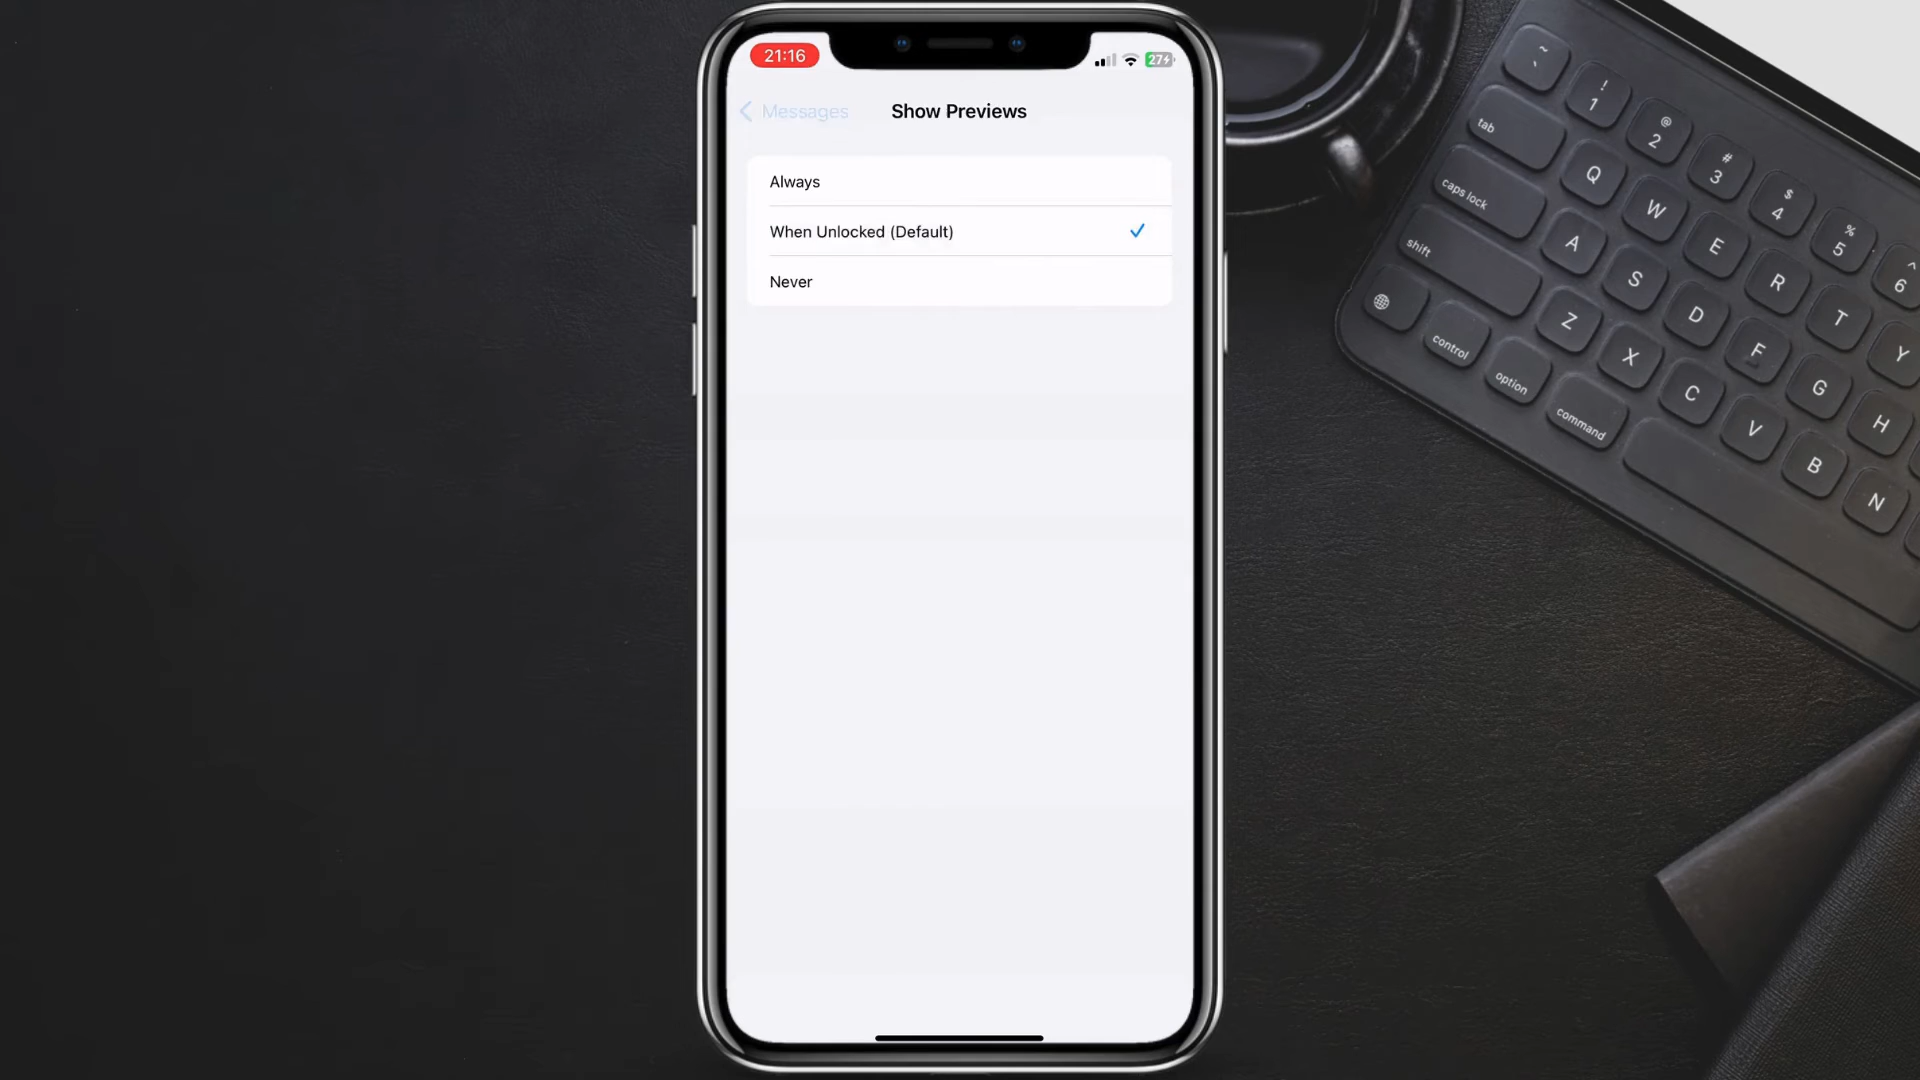 21:16
27
Messages
Show Previews
Always
When Unlocked (Default)
Never
~
`
!
1
@
2
#
3
$
4
%
5
^
6
tab
Q
W
E
R
T
Y
caps lock
A
S
D
F
G
H
shift
Z
X
C
V
B
N
control
option
command